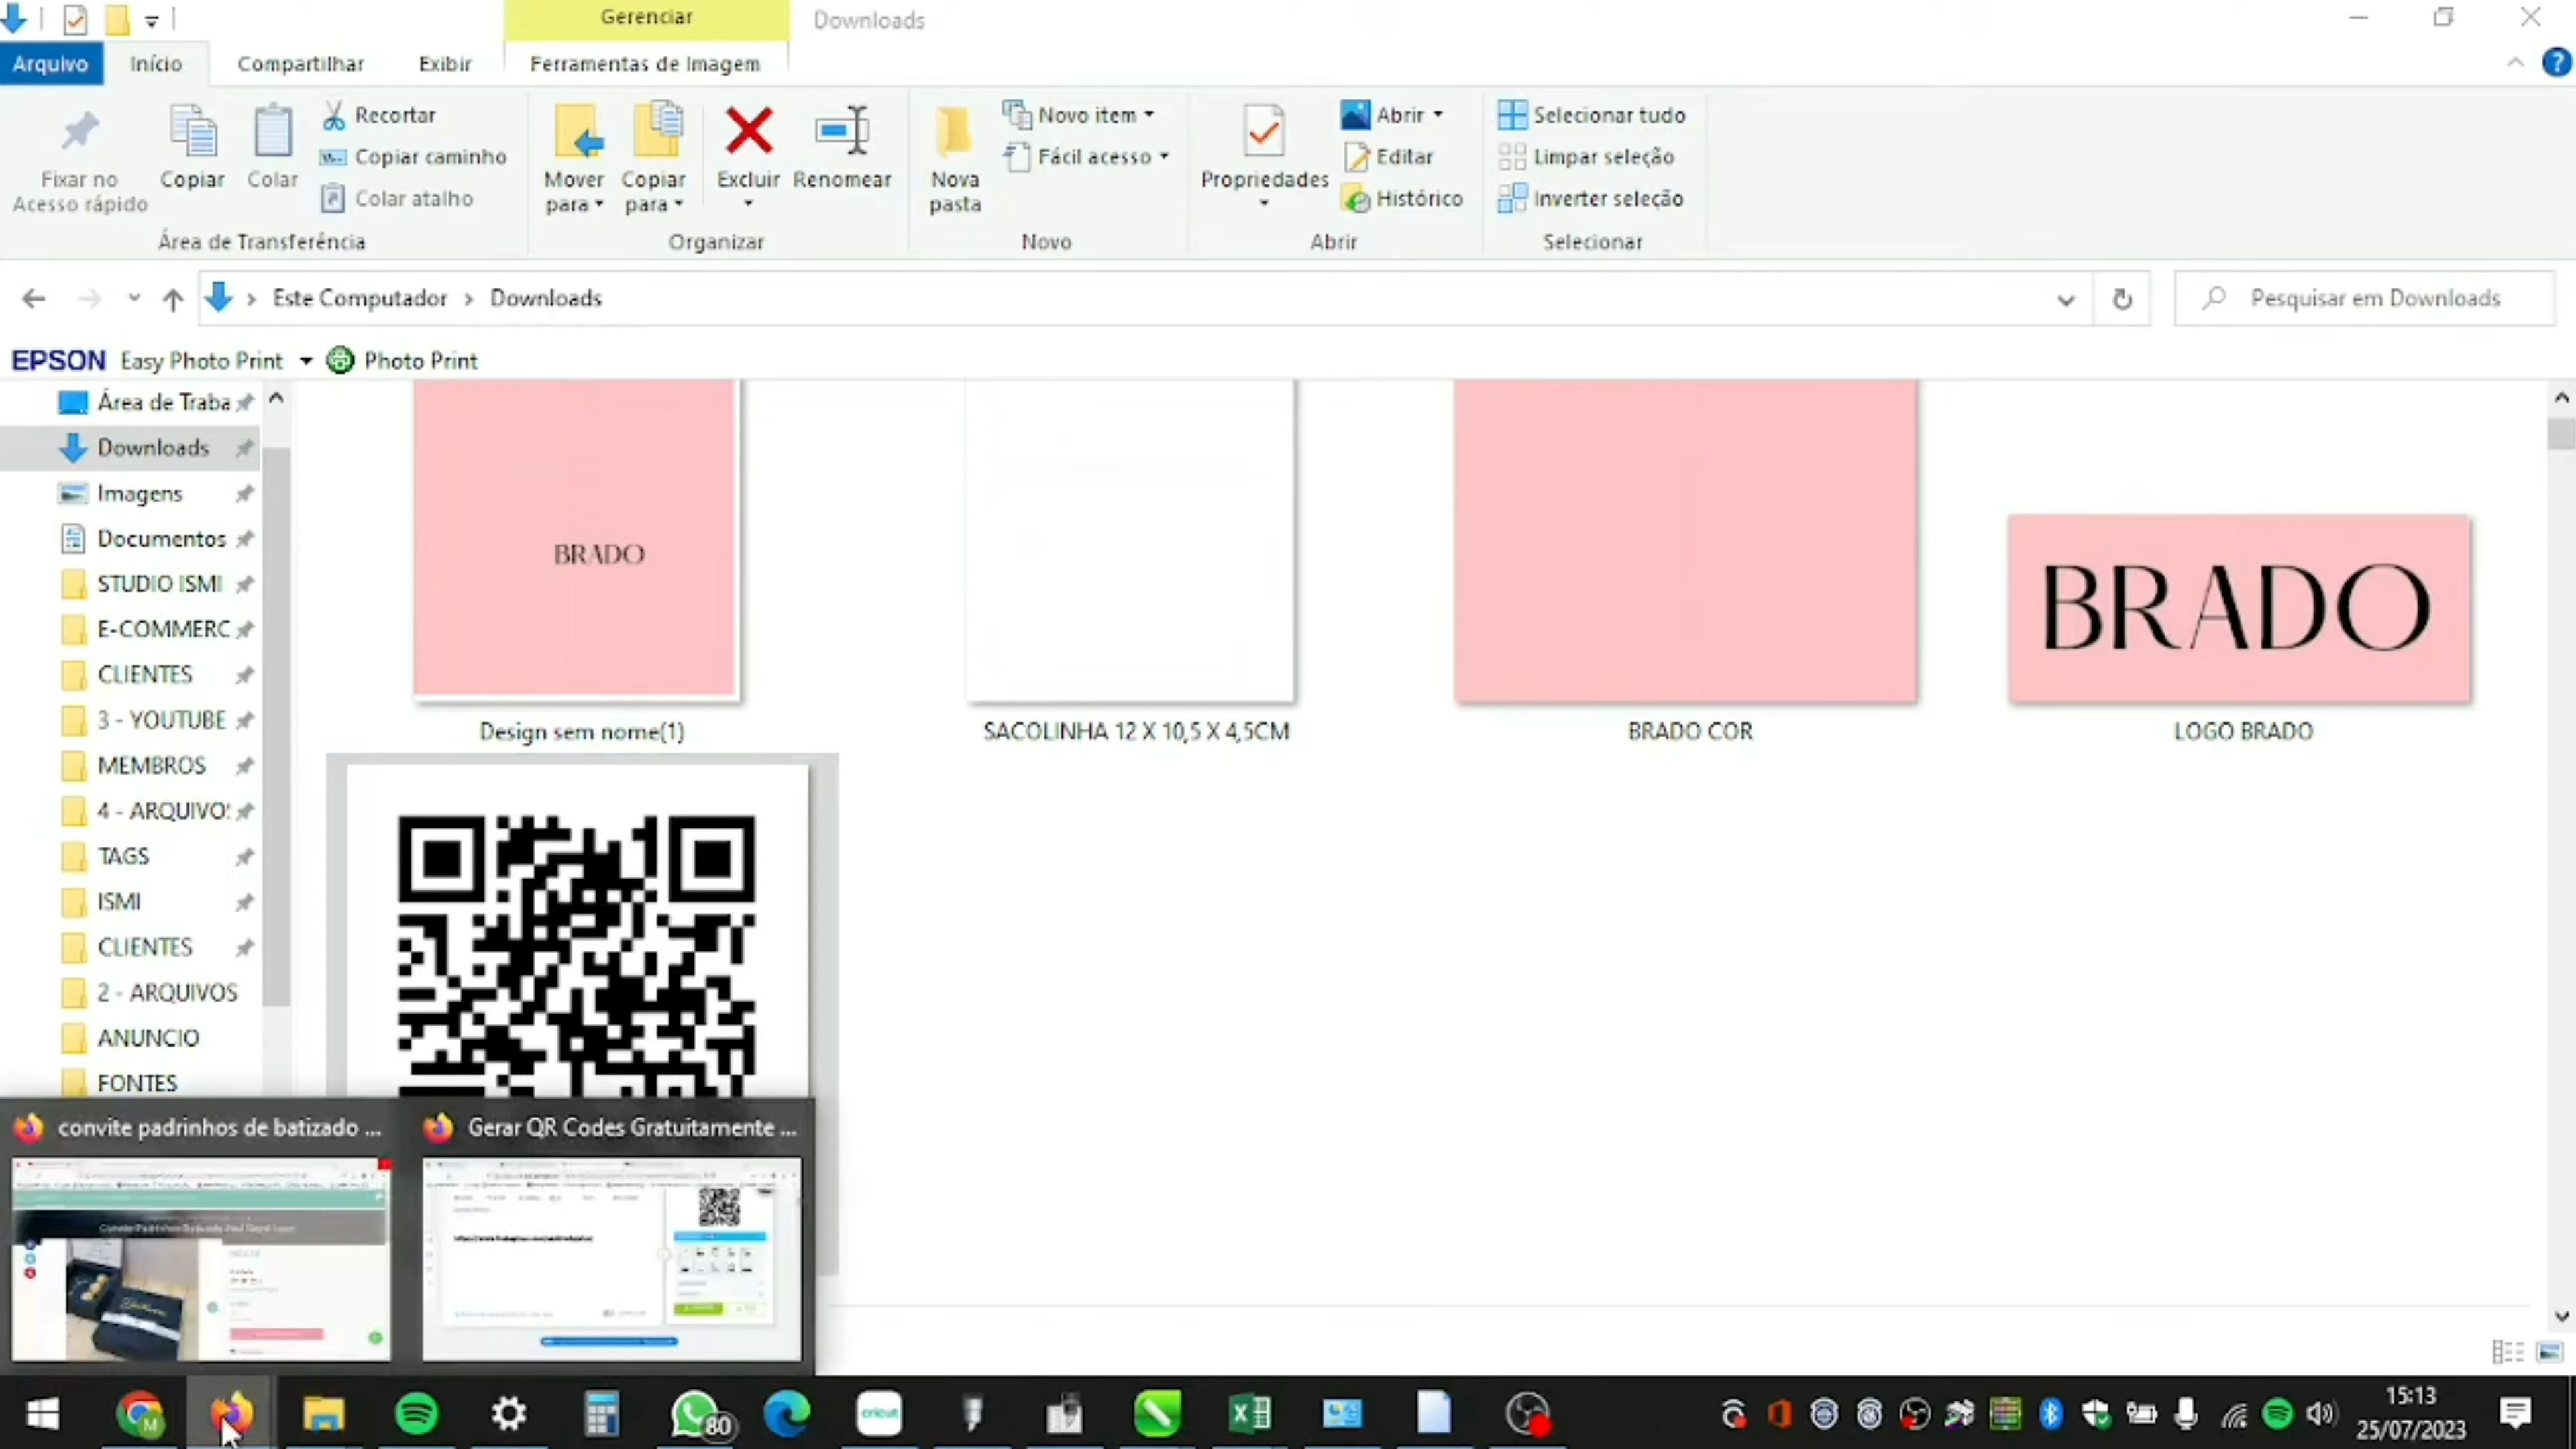 Gerenciar
Downloads
Arquivo
Início
Compartilhar
Exibir
Ferramentas de Imagem
Fixar no
Acesso rápido
Copiar
Colar
Recortar
Copiar caminho
Colar atalho
Área de Transferência
Mover
para
Copiar
para
Excluir
Renomear
Organizar
Nova
pasta
Novo item
Fácil acesso
Novo
Propriedades
Abrir
Editar
Histórico
Abrir
Selecionar tudo
Limpar seleção
Inverter seleção
Selecionar
Este Computador > Downloads
Pesquisar em Downloads
EPSON Easy Photo Print
Photo Print
Área de Traba
Downloads
Imagens
Documentos
STUDIO ISMI
E-COMMERC
CLIENTES
3 - YOUTUBE
MEMBROS
4 - ARQUIVO
TAGS
ISMI
CLIENTES
2 - ARQUIVOS
ANUNCIO
FONTES
BRADO
Design sem nome(1)
SACOLINHA 12 X 10,5 X 4,5CM
BRADO COR
BRADO
LOGO BRADO
convite padrinhos de batizado ...
Gerar QR Codes Gratuitamente ...
M
80
cricut
15:13
25/07/2023